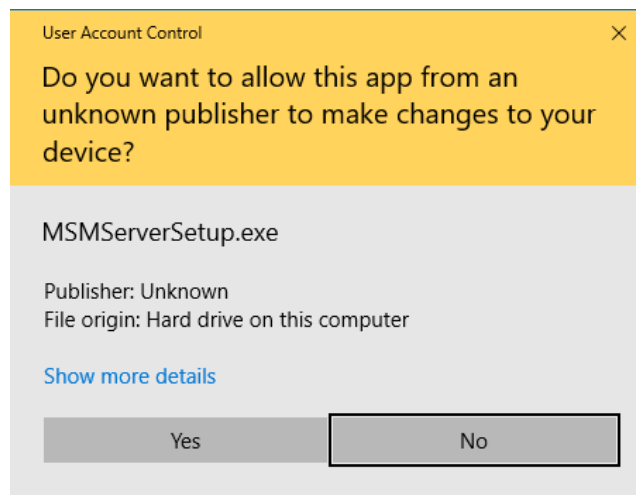 User Account Control
Do you want to allow this app from an
unknown publisher to make changes to your
device?
MSMServerSetup.exe
Publisher: Unknown
File origin: Hard drive on this computer
Show more details
Yes
No